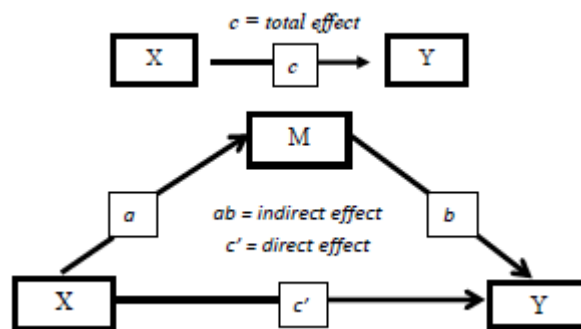 c = total effect
X
c
Y
M
a
ab = indirect effect
b
c' = direct effect
X
c'
Y